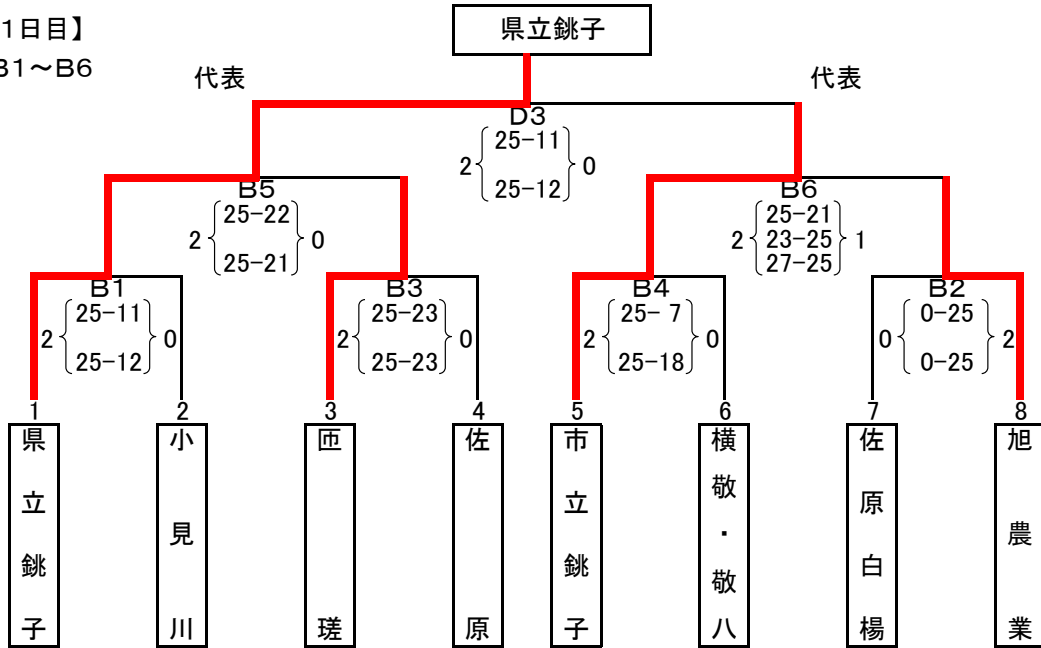 1日目】
B1～B6
県立銚子
代表
代表
D3
25-11
2 0
25-12
B5
25-22
2 0
25-21
B6
25-21
2 23-25 1
27-25
B1
25-11
2 0
25-12
B3
25-23
2 0
25-23
B4
25- 7
2 0
25-18
B2
0-25
0 2
0-25
1
県立銚子
2
小見川
3
匝瑳
4
佐原
5
市立銚子
6
横敬・敬八
7
佐原白楊
8
旭農業